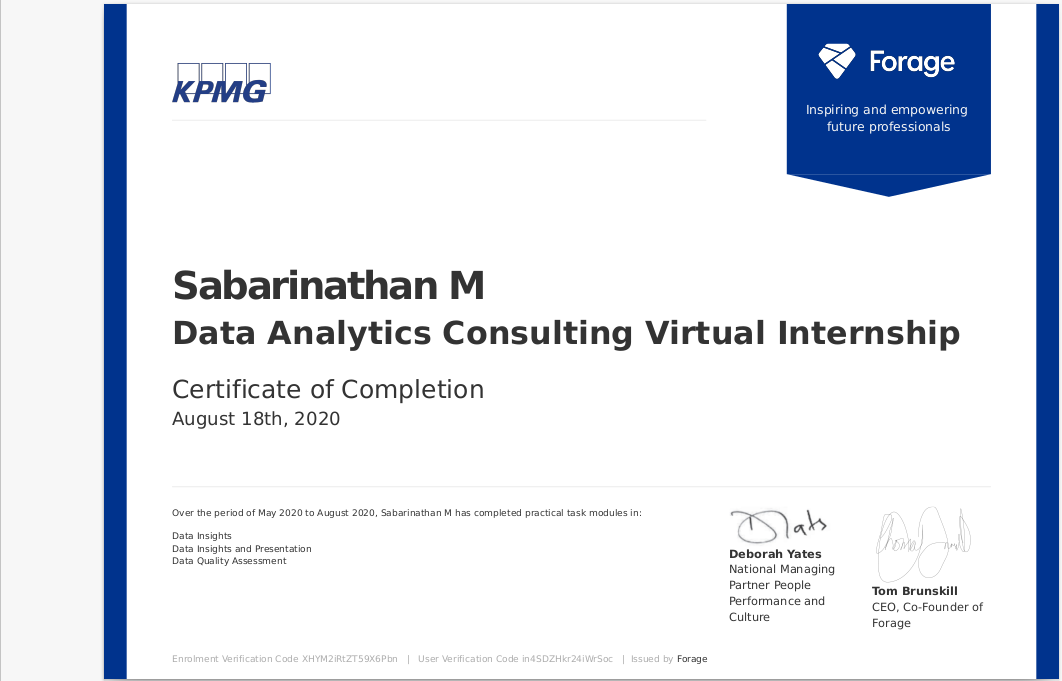 KPMG
Forage
Inspiring and empowering
future professionals
Sabarinathan M
Data Analytics Consulting Virtual Internship
Certificate of Completion
August 18th, 2020
Over the period of May 2020 to August 2020, Sabarinathan M has completed practical task modules in:
Data Insights
Data Insights and Presentation
Data Quality Assessment
Deborah Yates
National Managing
Partner People
Performance and
Culture
Tom Brunskill
CEO, Co-Founder of
Forage
Enrolment Verification Code XHYM2iRtZT59X6Pbn | User Verification Code in4SDZHkr24iWrSoc | Issued by Forage